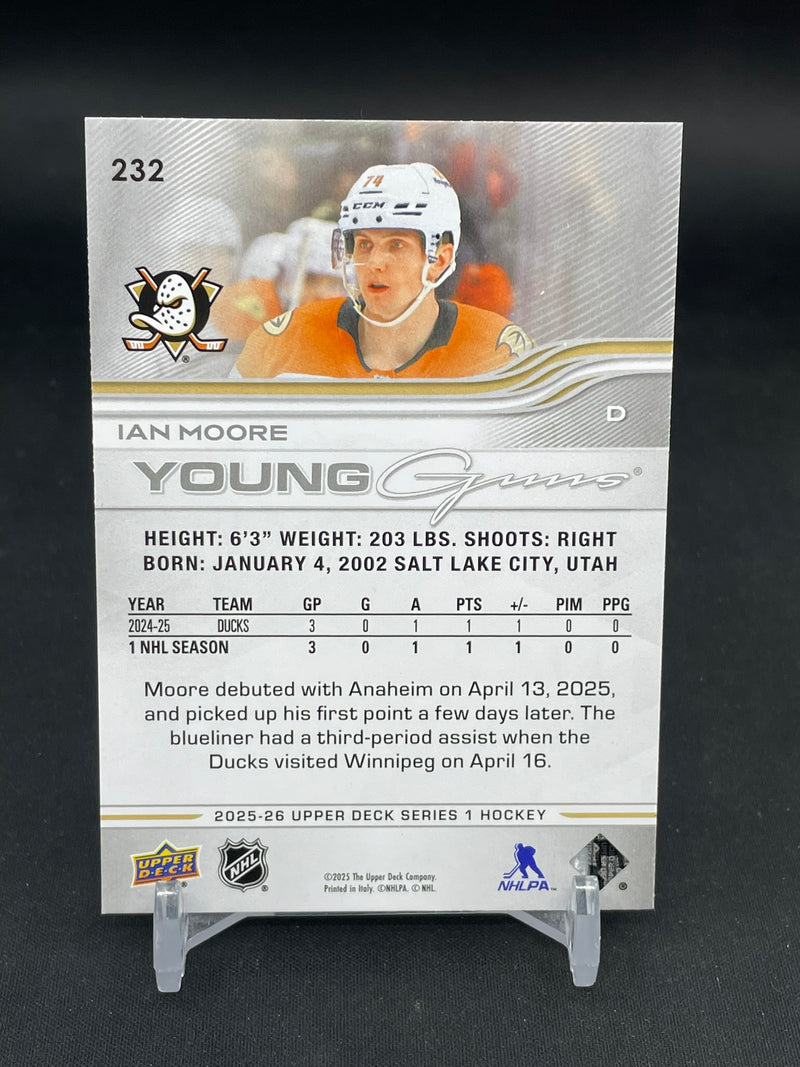 232
74
CCM
D
IAN MOORE
YOUNG Guns®
HEIGHT: 6'3" WEIGHT: 203 LBS. SHOOTS: RIGHT
BORN: JANUARY 4, 2002 SALT LAKE CITY, UTAH
YEAR TEAM GP G A PTS +/- PIM PPG
2024-25 DUCKS 3 0 1 1 1 0 0
1 NHL SEASON 3 0 1 1 1 0 0
Moore debuted with Anaheim on April 13, 2025,
and picked up his first point a few days later. The
blueliner had a third-period assist when the
Ducks visited Winnipeg on April 16.
2025-26 UPPER DECK SERIES 1 HOCKEY
UPPER DECK®
NHL®
©2025 The Upper Deck Company.
Printed in Italy. ©NHLPA. © NHL.
NHLPA™
®